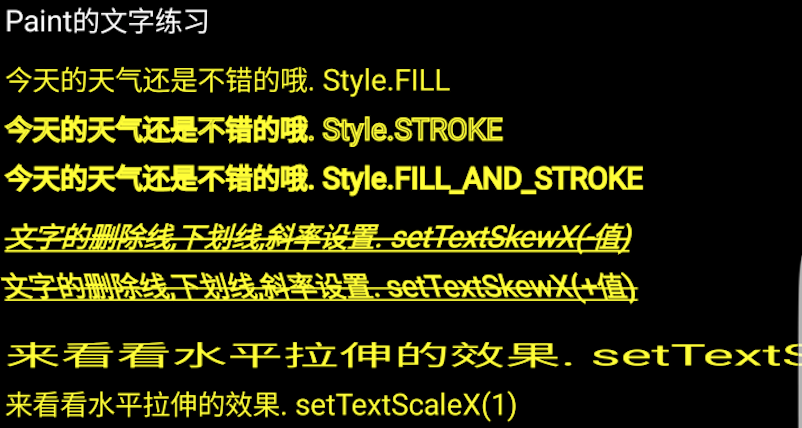 Paint的文字练习
今天的天气还是不错的哦. Style.FILL
今天的天气还是不错的哦. Style.STROKE
今天的天气还是不错的哦. Style.FILL_AND_STROKE
文字的删除线,下划线,斜率设置. setTextSkewX(-值)
文字的删除线,下划线,斜率设置. setTextSkewX(+值)
来看看水平拉伸的效果. setTextS
来看看水平拉伸的效果. setTextScaleX(1)